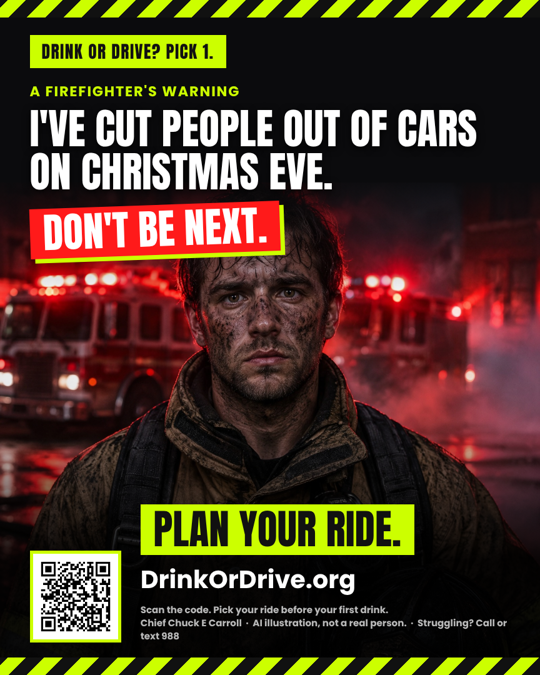 DRINK OR DRIVE? PICK 1.
A FIREFIGHTER'S WARNING
I'VE CUT PEOPLE OUT OF CARS
ON CHRISTMAS EVE.
DON'T BE NEXT.
PLAN YOUR RIDE.
DrinkOrDrive.org
Scan the code. Pick your ride before your first drink.
Chief Chuck E Carroll · AI illustration, not a real person. · Struggling? Call or
text 988